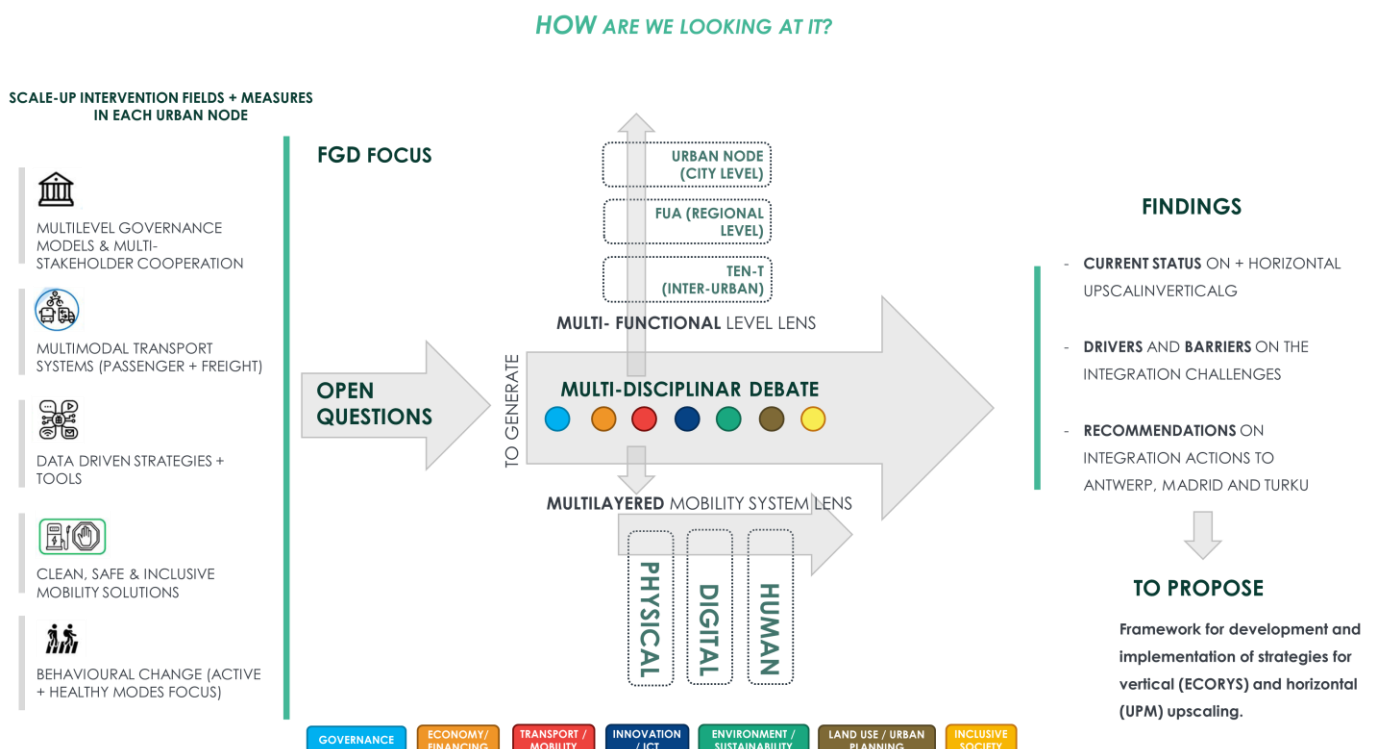 HOW ARE WE LOOKING AT IT?
SCALE-UP INTERVENTION FIELDS + MEASURES
IN EACH URBAN NODE
MULTILEVEL GOVERNANCE
MODELS & MULTI-
STAKEHOLDER COOPERATION
MULTIMODAL TRANSPORT
SYSTEMS (PASSENGER + FREIGHT)
DATA DRIVEN STRATEGIES +
TOOLS
CLEAN, SAFE & INCLUSIVE
MOBILITY SOLUTIONS
BEHAVIOURAL CHANGE (ACTIVE
+ HEALTHY MODES FOCUS)
FGD FOCUS
OPEN
QUESTIONS
TO GENERATE
URBAN NODE
(CITY LEVEL)
FUA (REGIONAL
LEVEL)
TEN-T
(INTER-URBAN)
MULTI- FUNCTIONAL LEVEL LENS
MULTI-DISCIPLINAR DEBATE
MULTILAYERED MOBILITY SYSTEM LENS
PHYSICAL
DIGITAL
HUMAN
FINDINGS
- CURRENT STATUS ON + HORIZONTAL
UPSCALINVERTICALG
- DRIVERS AND BARRIERS ON THE
INTEGRATION CHALLENGES
- RECOMMENDATIONS ON
INTEGRATION ACTIONS TO
ANTWERP, MADRID AND TURKU
TO PROPOSE
Framework for development and
implementation of strategies for
vertical (ECORYS) and horizontal
(UPM) upscaling.
GOVERNANCE
ECONOMY/
FINANCING
TRANSPORT /
MOBILITY
INNOVATION
/ ICT
ENVIRONMENT /
SUSTAINABILITY
LAND USE / URBAN
PLANNING
INCLUSIVE
SOCIETY